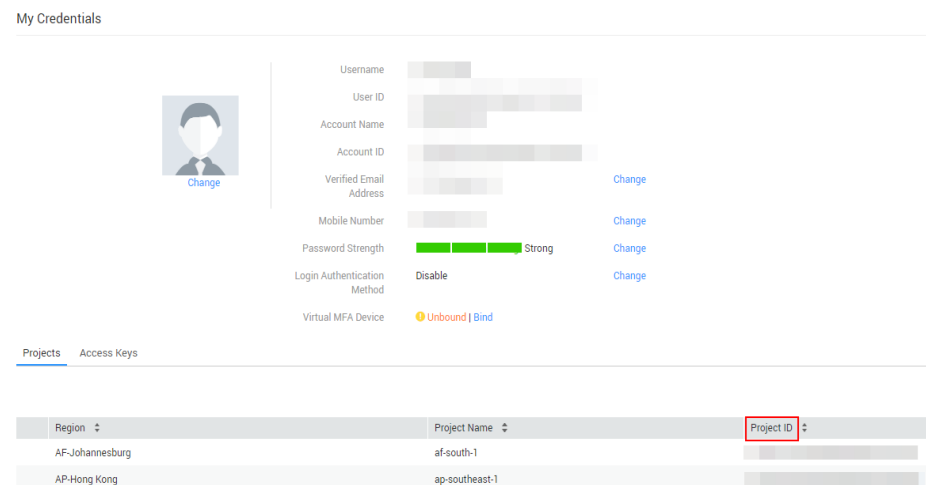 My Credentials
Username
User ID
Account Name
Account ID
Verified Email Address
Change
Change
Mobile Number
Change
Password Strength
Strong
Change
Login Authentication Method
Disable
Change
Virtual MFA Device
Unbound | Bind
Projects
Access Keys
Region
Project Name
Project ID
AF-Johannesburg
af-south-1
AP-Hong Kong
ap-southeast-1